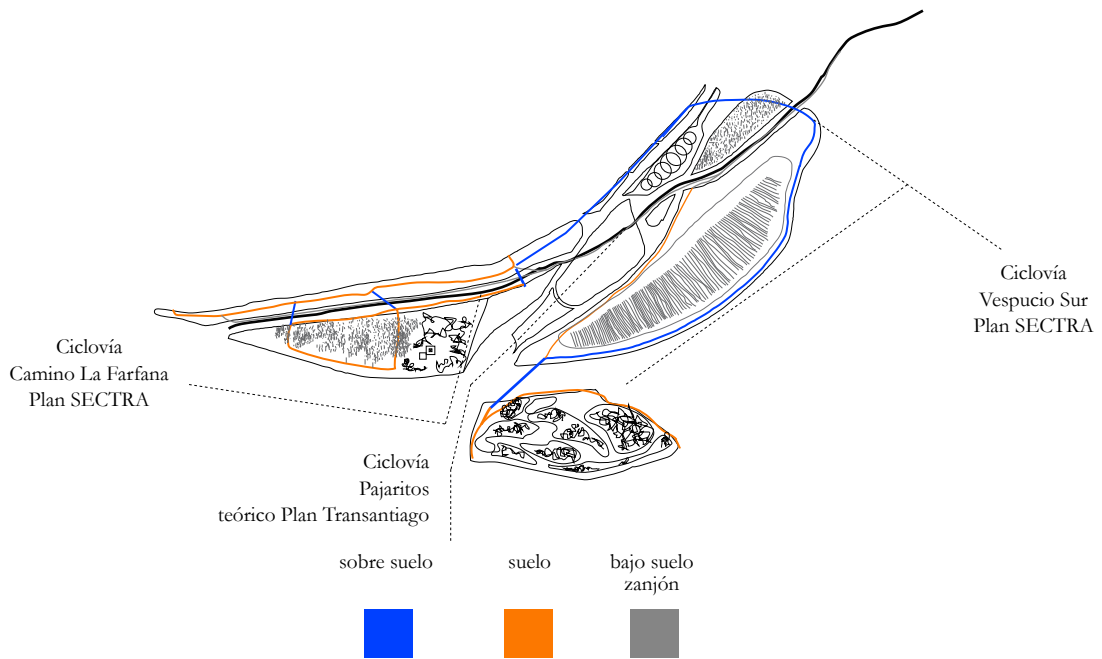 Ciclovía
Vespucio Sur
Plan SECTRA
Ciclovía
Camino La Farfana
Plan SECTRA
Ciclovía
Pajaritos
teórico Plan Transantiago
sobre suelo
suelo
bajo suelo
zanjón